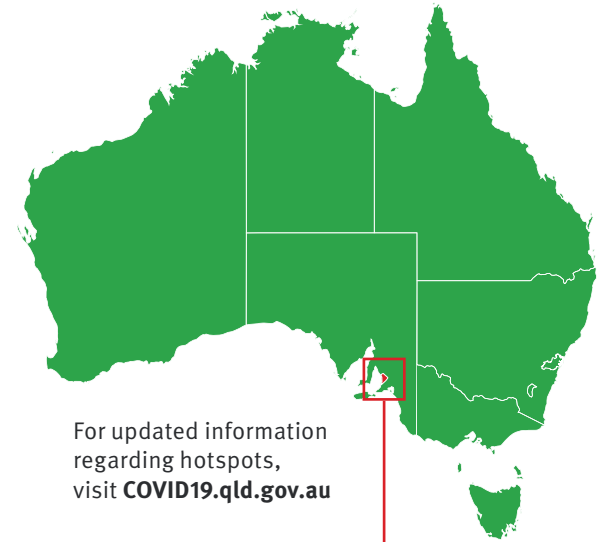 For updated information
regarding hotspots,
visit COVID19.qld.gov.au